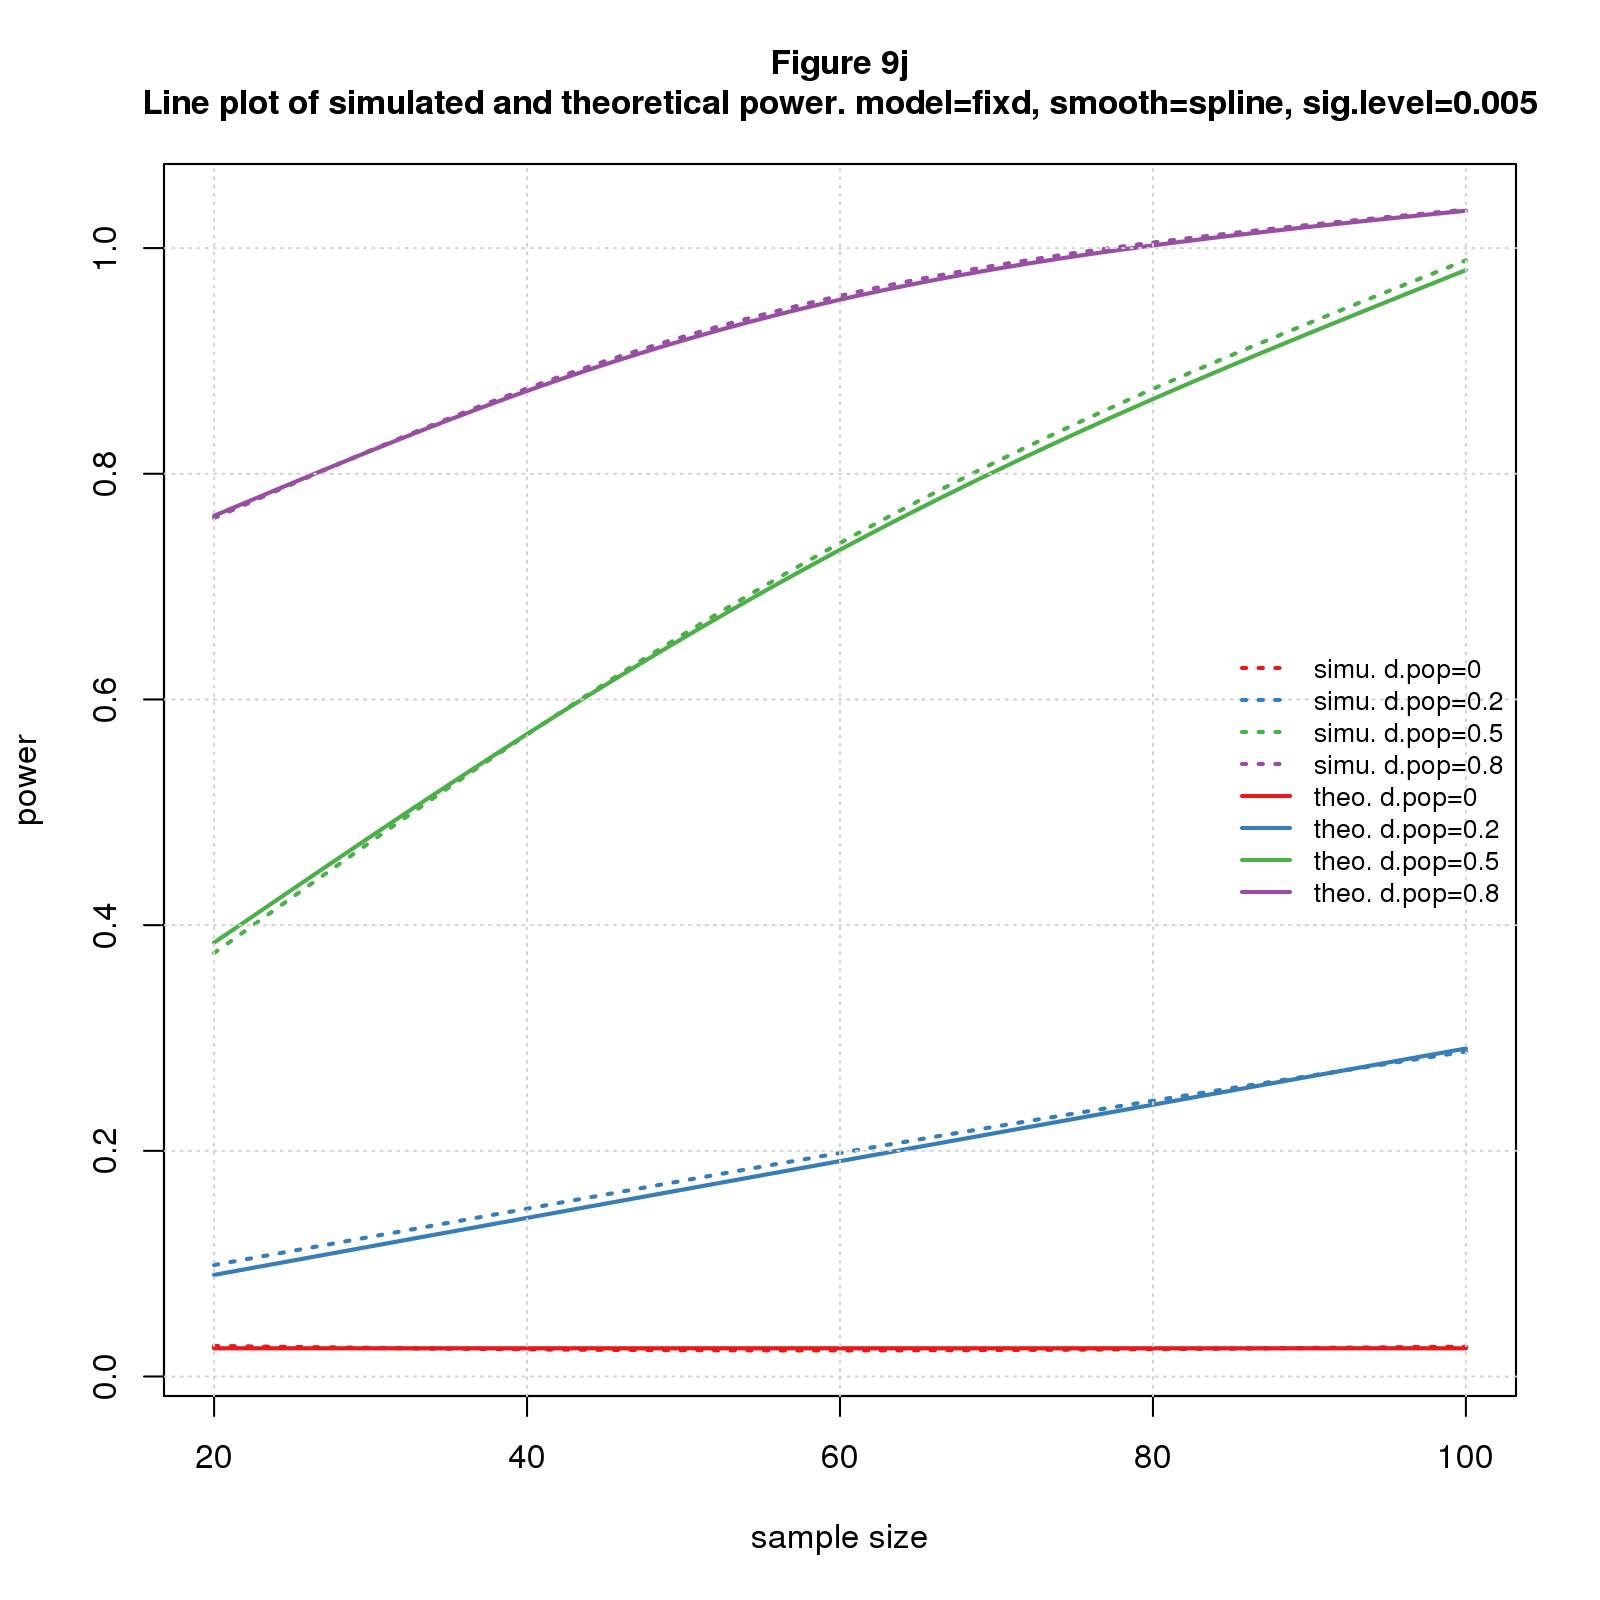 Figure 9j
Line plot of simulated and theoretical power. model=fixd, smooth=spline, sig.level=0.005
power
1.0
0.8
0.6
0.4
0.2
0.0
simu. d.pop=0
simu. d.pop=0.2
simu. d.pop=0.5
simu. d.pop=0.8
theo. d.pop=0
theo. d.pop=0.2
theo. d.pop=0.5
theo. d.pop=0.8
20 40 60 80 100
sample size